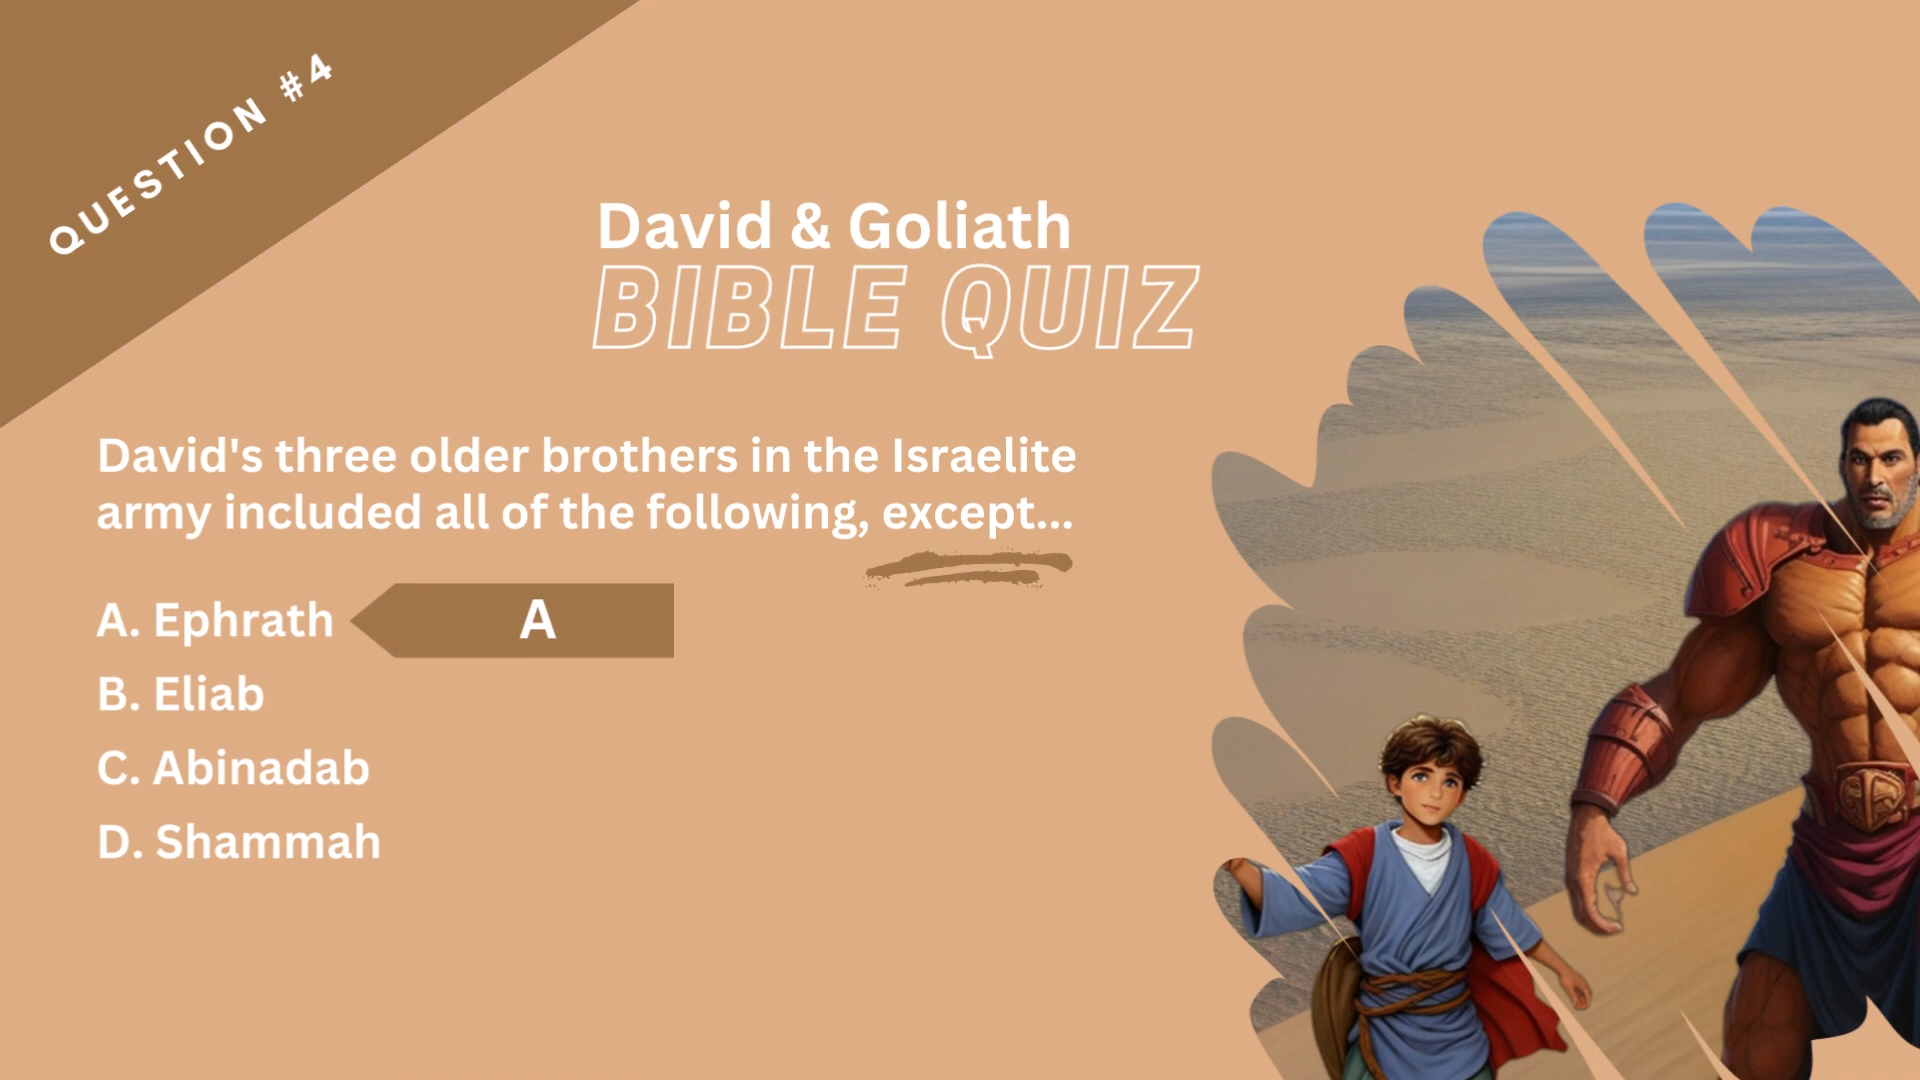 QUESTION #4
David & Goliath
BIBLE QUIZ
David's three older brothers in the Israelite
army included all of the following, except...
A. Ephrath
A
B. Eliab
C. Abinadab
D. Shammah